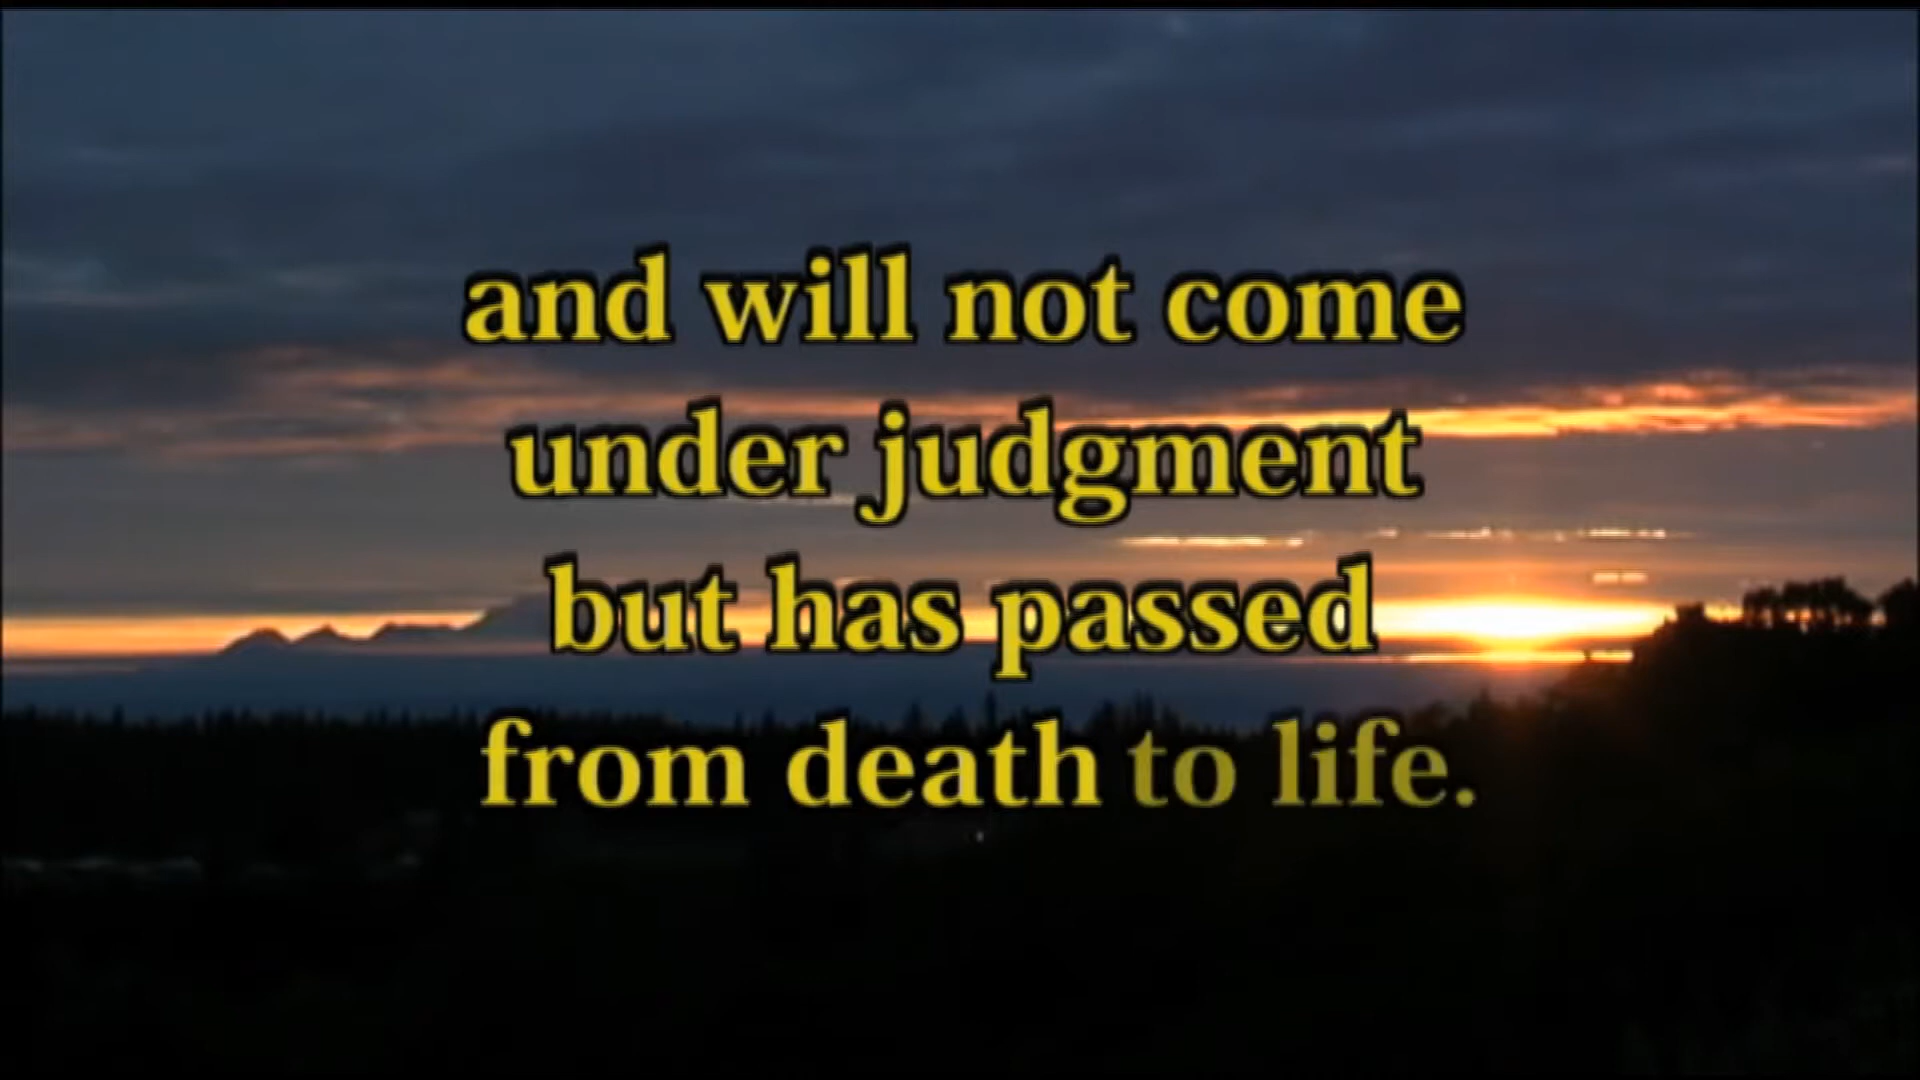 and will not come
under judgment
but has passed
from death to life.